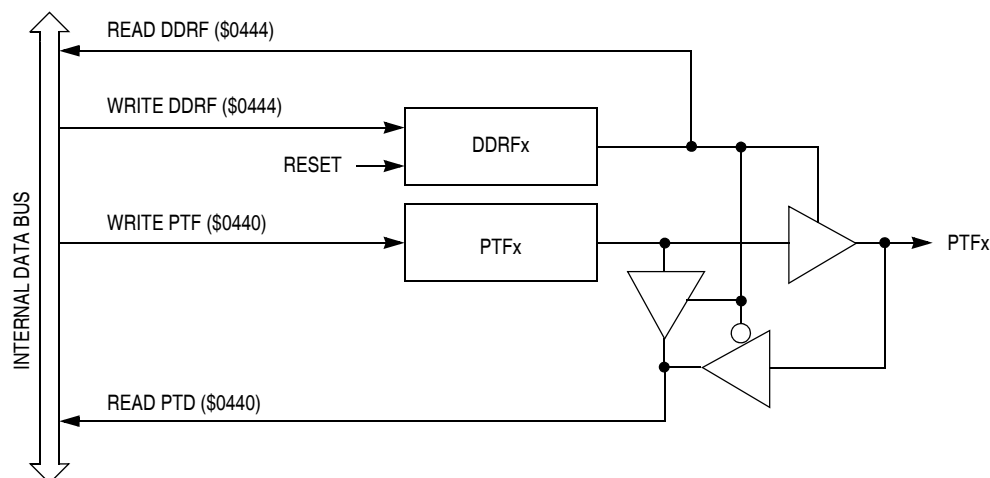 READ DDRF ($0444)
WRITE DDRF ($0444)
DDRFx
RESET
INTERNAL DATA BUS
WRITE PTF ($0440)
PTFx
PTFx
READ PTD ($0440)